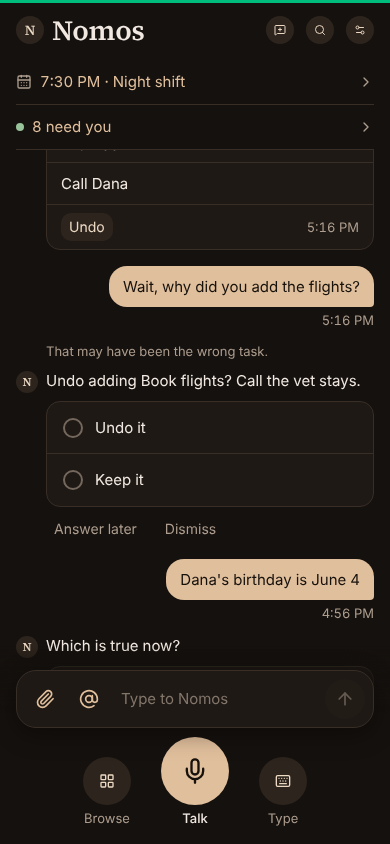 N Nomos
7:30 PM · Night shift
8 need you
Call Dana
Undo 5:16 PM
Wait, why did you add the flights?
5:16 PM
That may have been the wrong task.
N Undo adding Book flights? Call the vet stays.
Undo it
Keep it
Answer later Dismiss
Dana's birthday is June 4
4:56 PM
N Which is true now?
Type to Nomos
Browse Talk Type